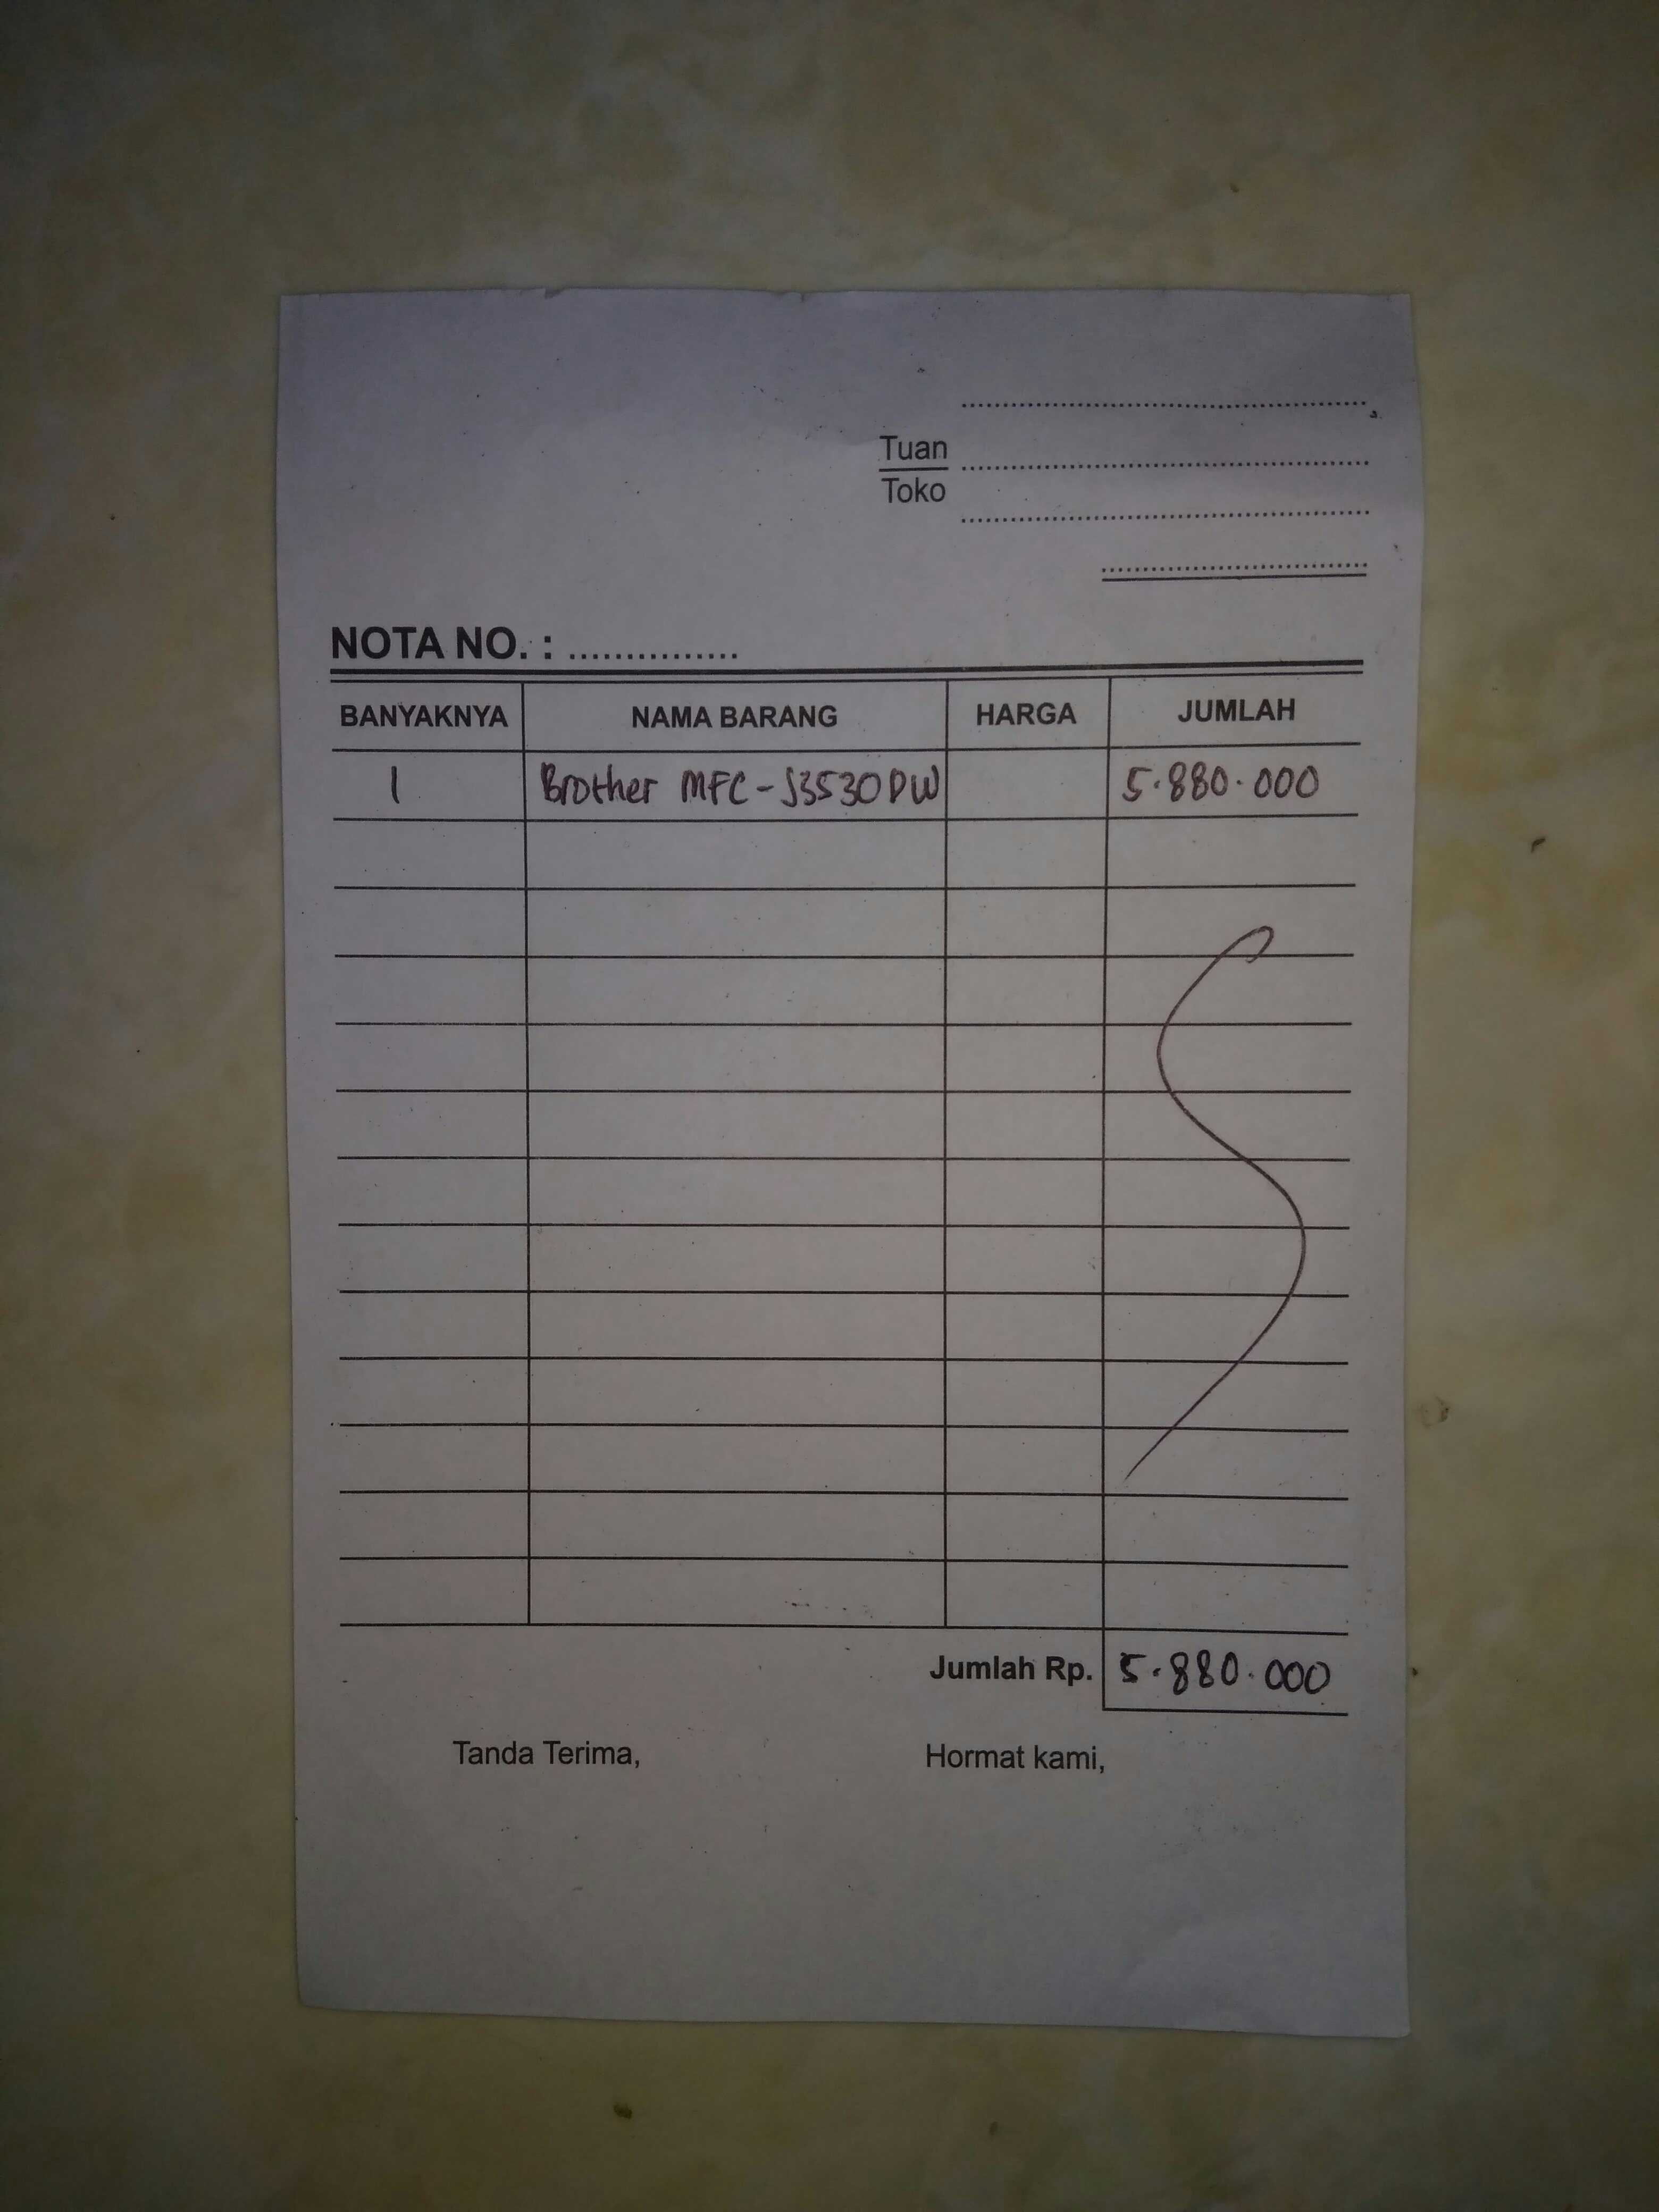 Tuan
Toko
NOTA NO. : ...............
BANYAKNYA NAMA BARANG HARGA JUMLAH
1 Brother MFC-J3530DW 5.880.000
Jumlah Rp. 5.880.000
Tanda Terima, Hormat kami,